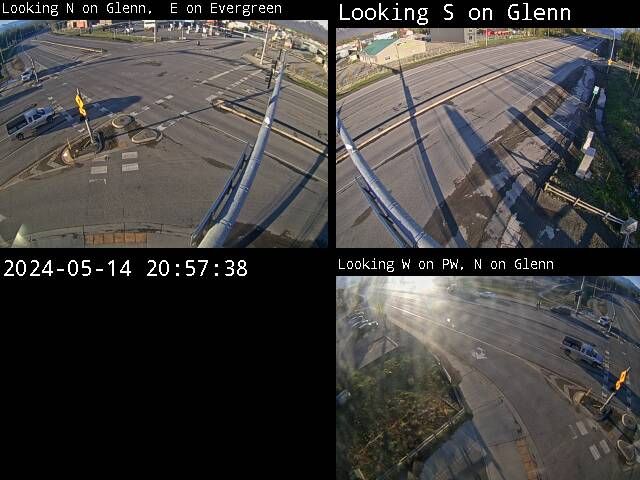 Looking N on Glenn, E on Evergreen
Looking S on Glenn
2024-05-14 20:57:38
Looking W on PW, N on Glenn